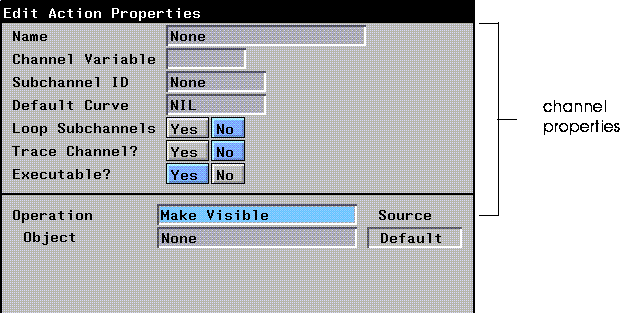 Edit Action Properties
Name None
Channel Variable
Subchannel ID None
Default Curve NIL
Loop Subchannels Yes No
Trace Channel? Yes No
Executable? Yes No
channel
properties
Operation Make Visible Source
Object None Default